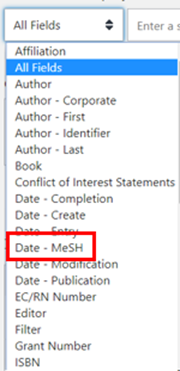 All Fields Enter a s
Affiliation
All Fields
Author
Author - Corporate
Author - First
Author - Identifier
Author - Last
Book
Conflict of Interest Statements
Date - Completion
Date - Create
Date - Entry
Date - MeSH
Date - Modification
Date - Publication
EC/RN Number
Editor
Filter
Grant Number
ISBN